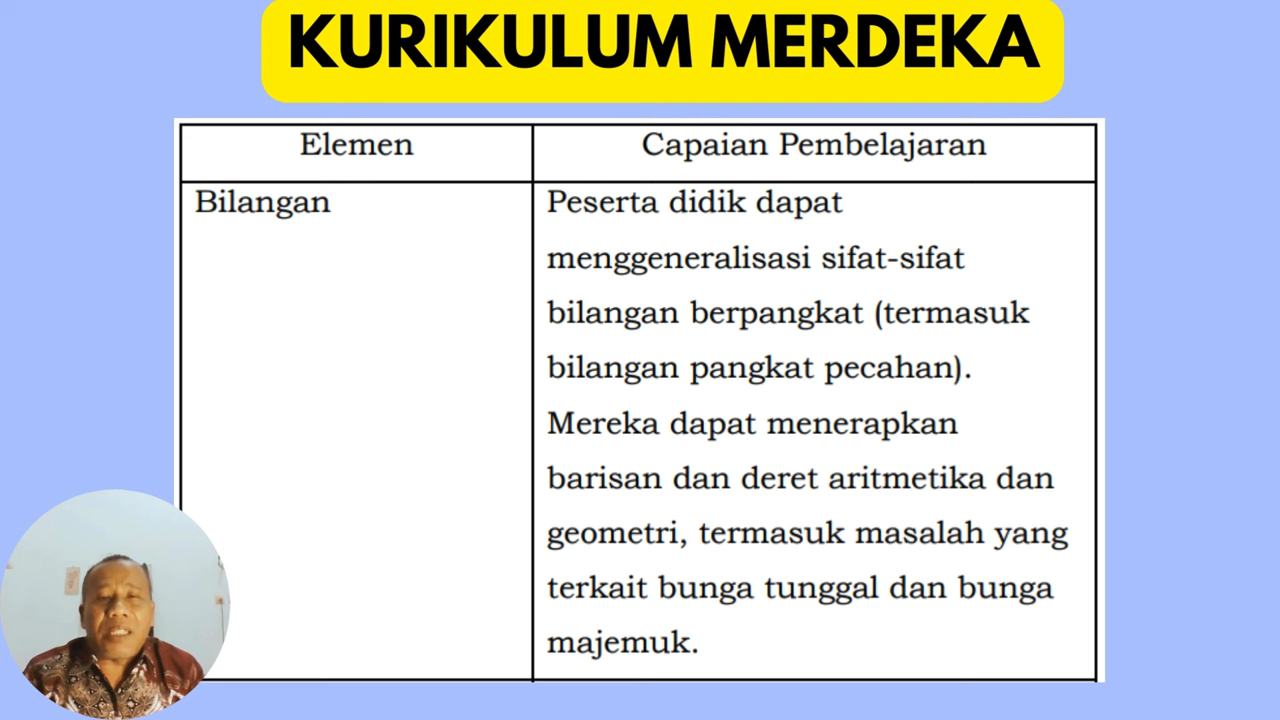 KURIKULUM MERDEKA
Elemen
Capaian Pembelajaran
Bilangan
Peserta didik dapat
menggeneralisasi sifat-sifat
bilangan berpangkat (termasuk
bilangan pangkat pecahan).
Mereka dapat menerapkan
barisan dan deret aritmetika dan
geometri, termasuk masalah yang
terkait bunga tunggal dan bunga
majemuk.